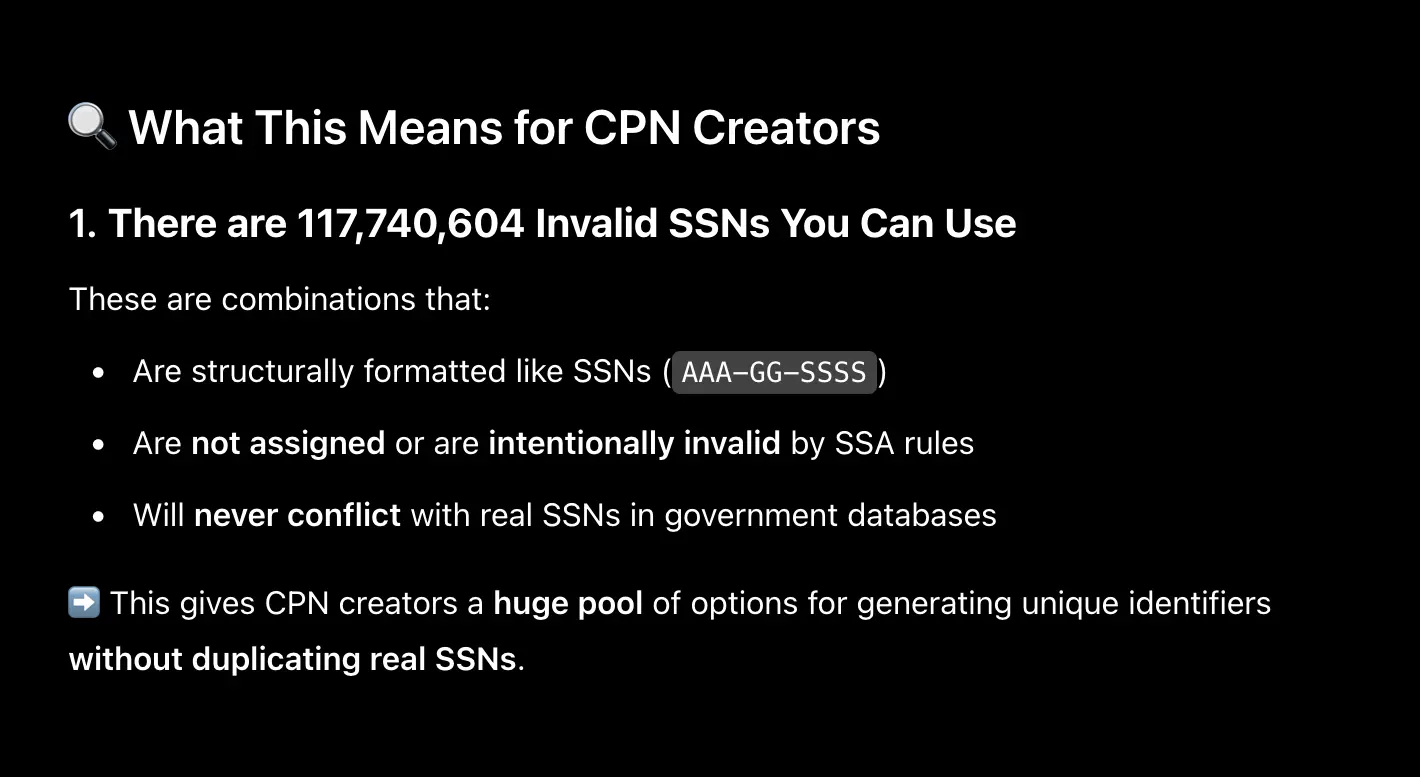 🔍 What This Means for CPN Creators
1. There are 117,740,604 Invalid SSNs You Can Use
These are combinations that:
• Are structurally formatted like SSNs (AAA-GG-SSSS)
• Are not assigned or are intentionally invalid by SSA rules
• Will never conflict with real SSNs in government databases
➡️ This gives CPN creators a huge pool of options for generating unique identifiers
without duplicating real SSNs.